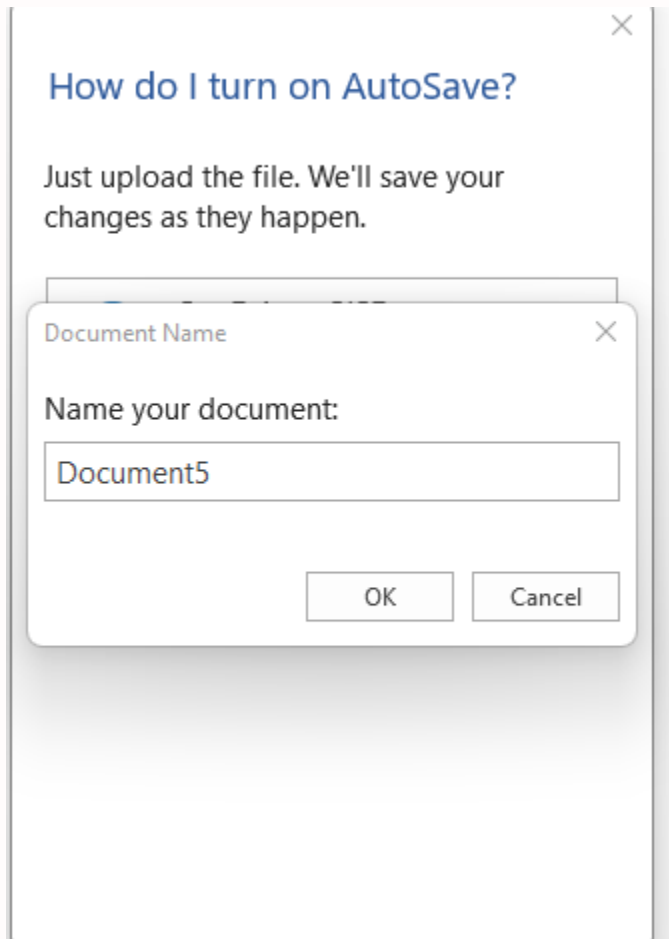 How do I turn on AutoSave?
Just upload the file. We'll save your
changes as they happen.
Document Name
Name your document:
Document5
OK
Cancel